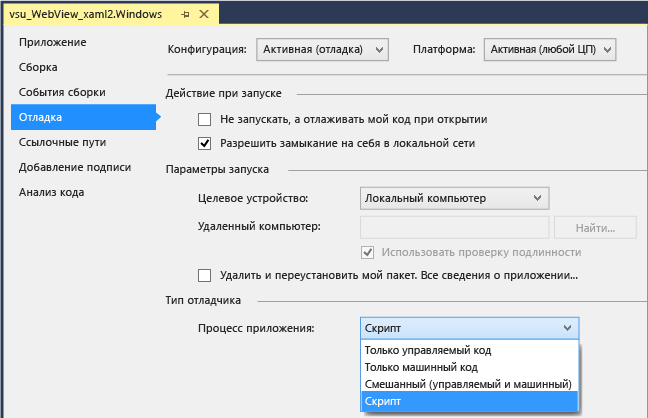 vsu_WebView_xaml2.Windows
Приложение
Сборка
События сборки
Отладка
Ссылочные пути
Добавление подписи
Анализ кода
Конфигурация: Активная (отладка) Платформа: Активная (любой ЦП)
Действие при запуске
Не запускать, а отлаживать мой код при открытии
Разрешить замыкание на себя в локальной сети
Параметры запуска
Целевое устройство: Локальный компьютер
Удаленный компьютер: Найти...
Использовать проверку подлинности
Удалить и переустановить мой пакет. Все сведения о приложении...
Тип отладчика
Процесс приложения: Скрипт
Только управляемый код
Только машинный код
Смешанный (управляемый и машинный)
Скрипт